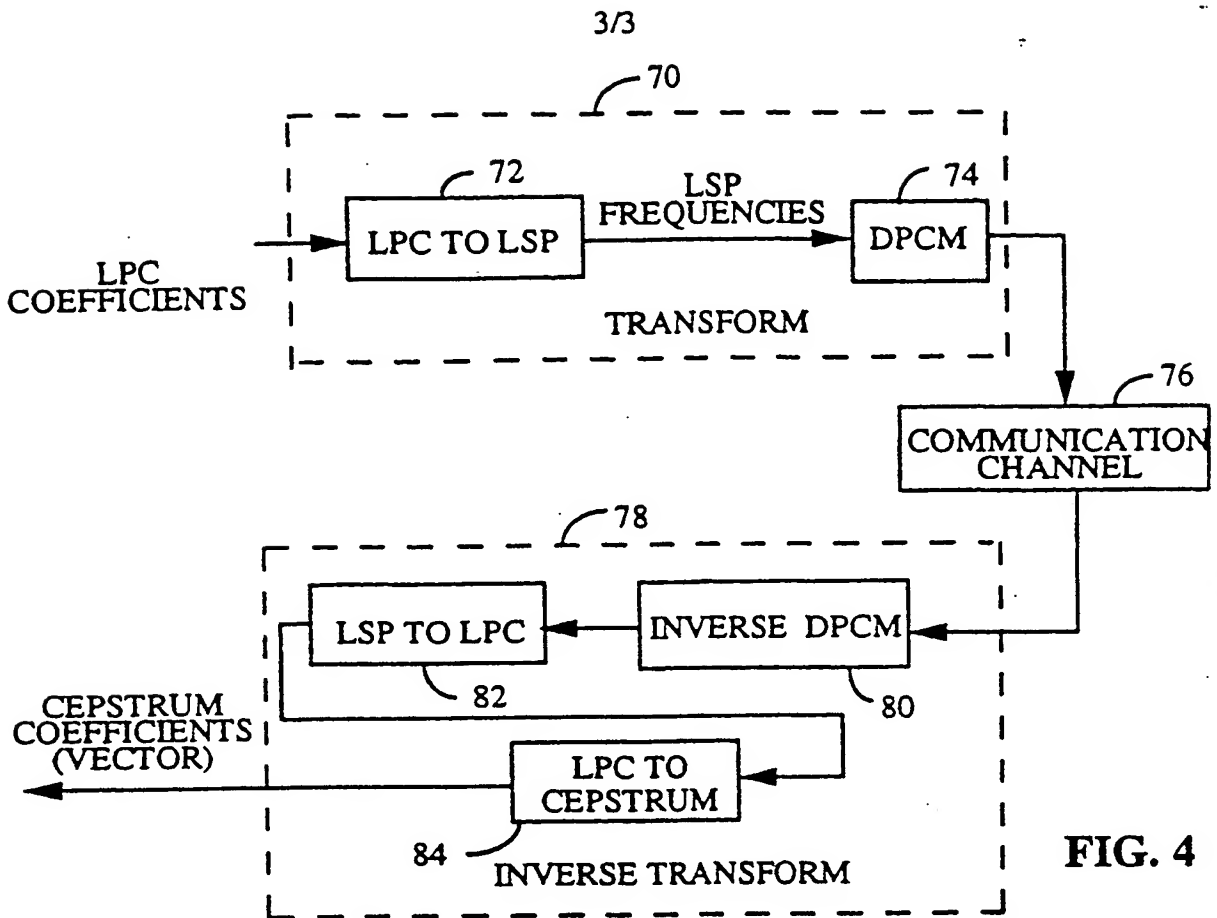 3/3
70
72
LPC TO LSP
LSP
FREQUENCIES
74
DPCM
LPC
COEFFICIENTS
TRANSFORM
76
COMMUNICATION
CHANNEL
78
LSP TO LPC
INVERSE DPCM
82
80
CEPSTRUM
COEFFICIENTS
(VECTOR)
LPC TO
CEPSTRUM
84
INVERSE TRANSFORM
FIG. 4